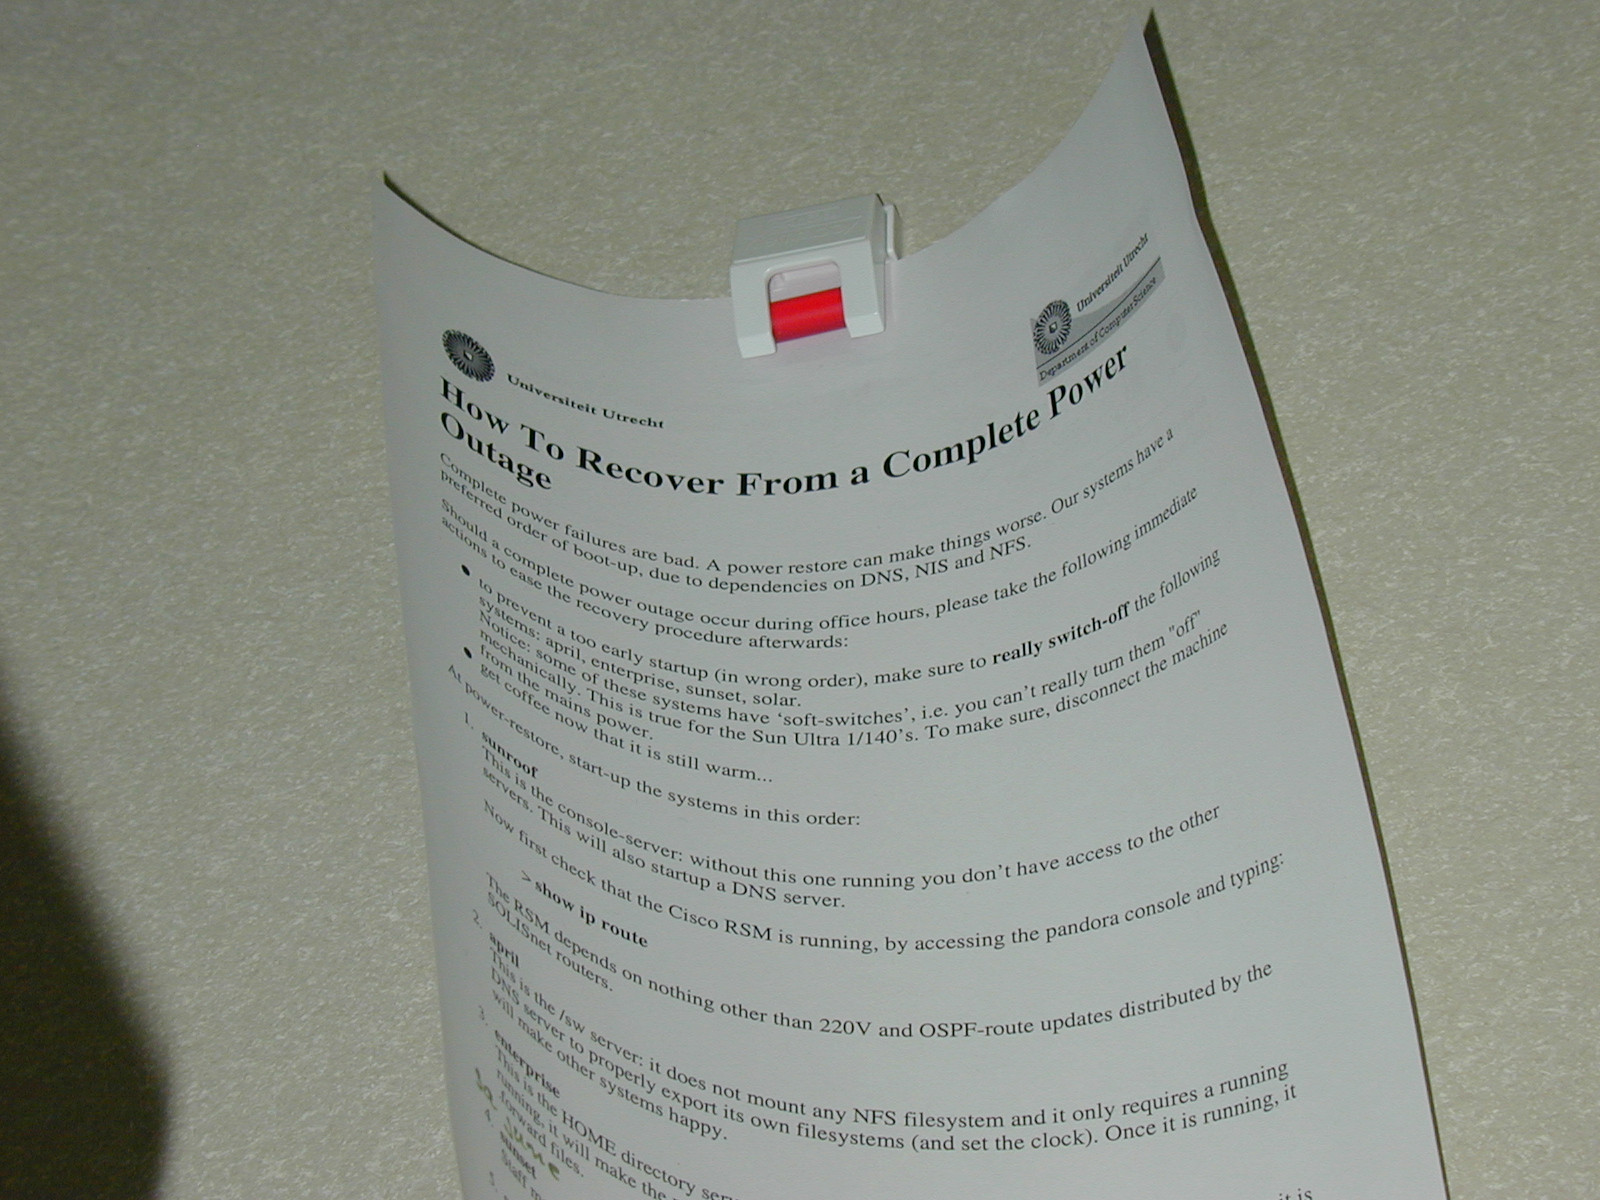 Universiteit Utrecht
Universiteit Utrecht
Department of Computer Science
How To Recover From a Complete Power
Outage
Complete power failures are bad. A power restore can make things worse. Our systems have a
preferred order of boot-up, due to dependencies on DNS, NIS and NFS.
Should a complete power outage occur during office hours, please take the following immediate
actions to ease the recovery procedure afterwards:
• to prevent a too early startup (in wrong order), make sure to really switch-off the following
systems: april, enterprise, sunset, solar.
Notice: some of these systems have 'soft-switches', i.e. you can't really turn them "off"
mechanically. This is true for the Sun Ultra 1/140's. To make sure, disconnect the machine
from the mains power.
• get coffee now that it is still warm...
At power-restore, start-up the systems in this order:
1. sunroof
This is the console-server: without this one running you don't have access to the other
servers. This will also startup a DNS server.
Now first check that the Cisco RSM is running, by accessing the pandora console and typing:
> show ip route
The RSM depends on nothing other than 220V and OSPF-route updates distributed by the
SOLISnet routers.
2. april
This is the /sw server: it does not mount any NFS filesystem and it only requires a running
DNS server to properly export its own filesystems (and set the clock). Once it is running, it
will make other systems happy.
3. enterprise
This is the HOME directory
running, it will make the
it is
.forward files.
june
4. sunset
Staff
5.